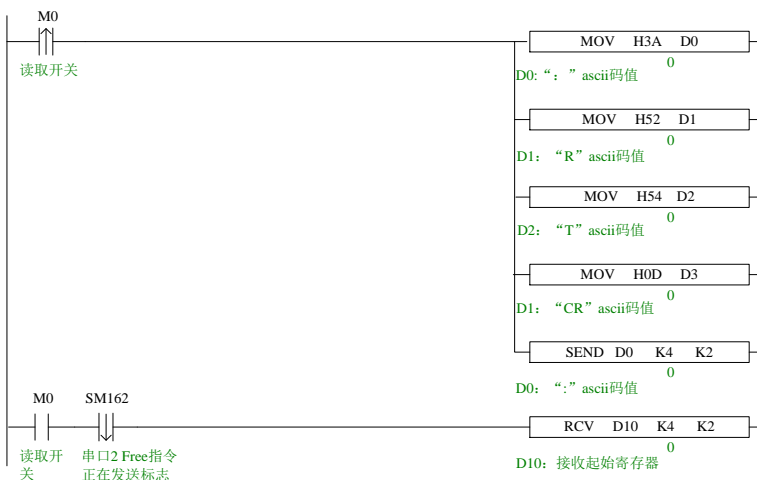 M0
读取开关
MOV H3A D0
0
D0:“：”ascii码值
MOV H52 D1
0
D1：“R”ascii码值
MOV H54 D2
0
D2：“T”ascii码值
MOV H0D D3
0
D1：“CR”ascii码值
SEND D0 K4 K2
0
D0：“:”ascii码值
M0 SM162
读取开关
串口2 Free指令
正在发送标志
RCV D10 K4 K2
0
D10：接收起始寄存器